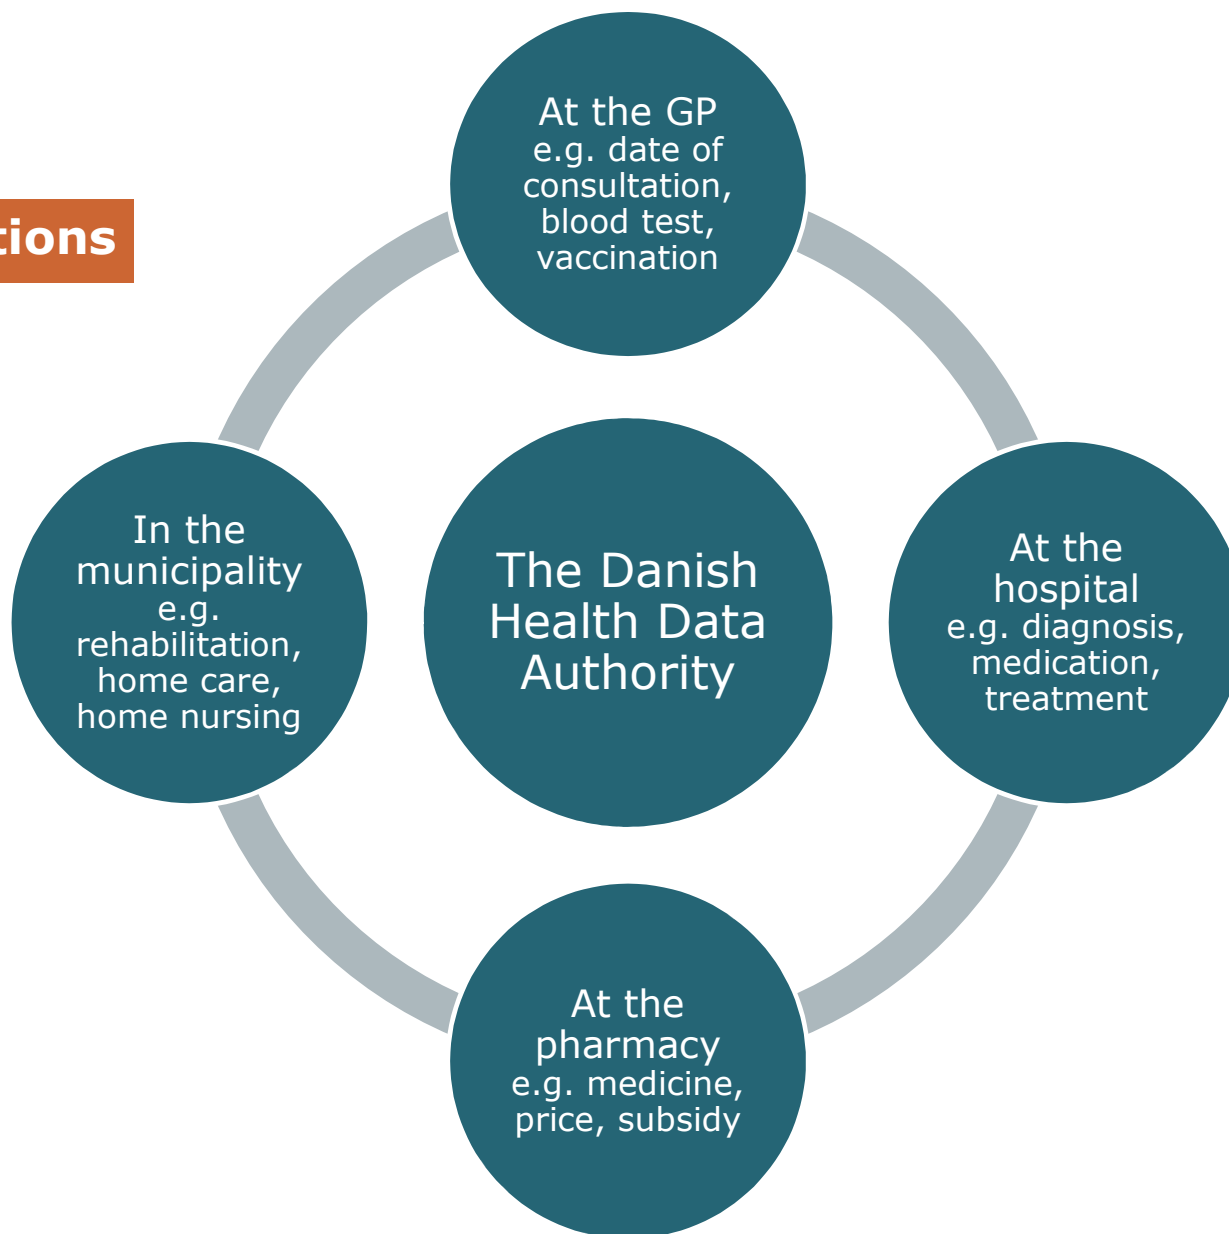 At the GP
e.g. date of
consultation,
blood test,
vaccination
tions
In the
municipality
e.g.
rehabilitation,
home care,
home nursing
The Danish
Health Data
Authority
At the
hospital
e.g. diagnosis,
medication,
treatment
At the
pharmacy
e.g. medicine,
price, subsidy